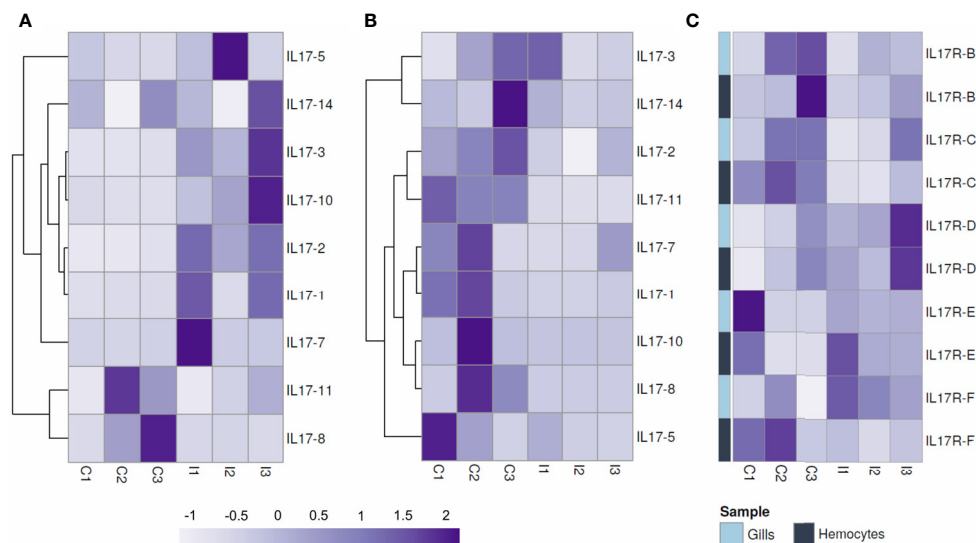 A
B
C
IL17-5
IL17-14
IL17-3
IL17-10
IL17-2
IL17-1
IL17-7
IL17-11
IL17-8
C1
C2
C3
I1
I2
I3
IL17-3
IL17-14
IL17-2
IL17-11
IL17-7
IL17-1
IL17-10
IL17-8
IL17-5
C1
C2
C3
I1
I2
I3
IL17R-B
IL17R-B
IL17R-C
IL17R-C
IL17R-D
IL17R-D
IL17R-E
IL17R-E
IL17R-F
IL17R-F
C1
C2
C3
I1
I2
I3
-1 -0.5 0 0.5 1 1.5 2
Sample
Gills Hemocytes